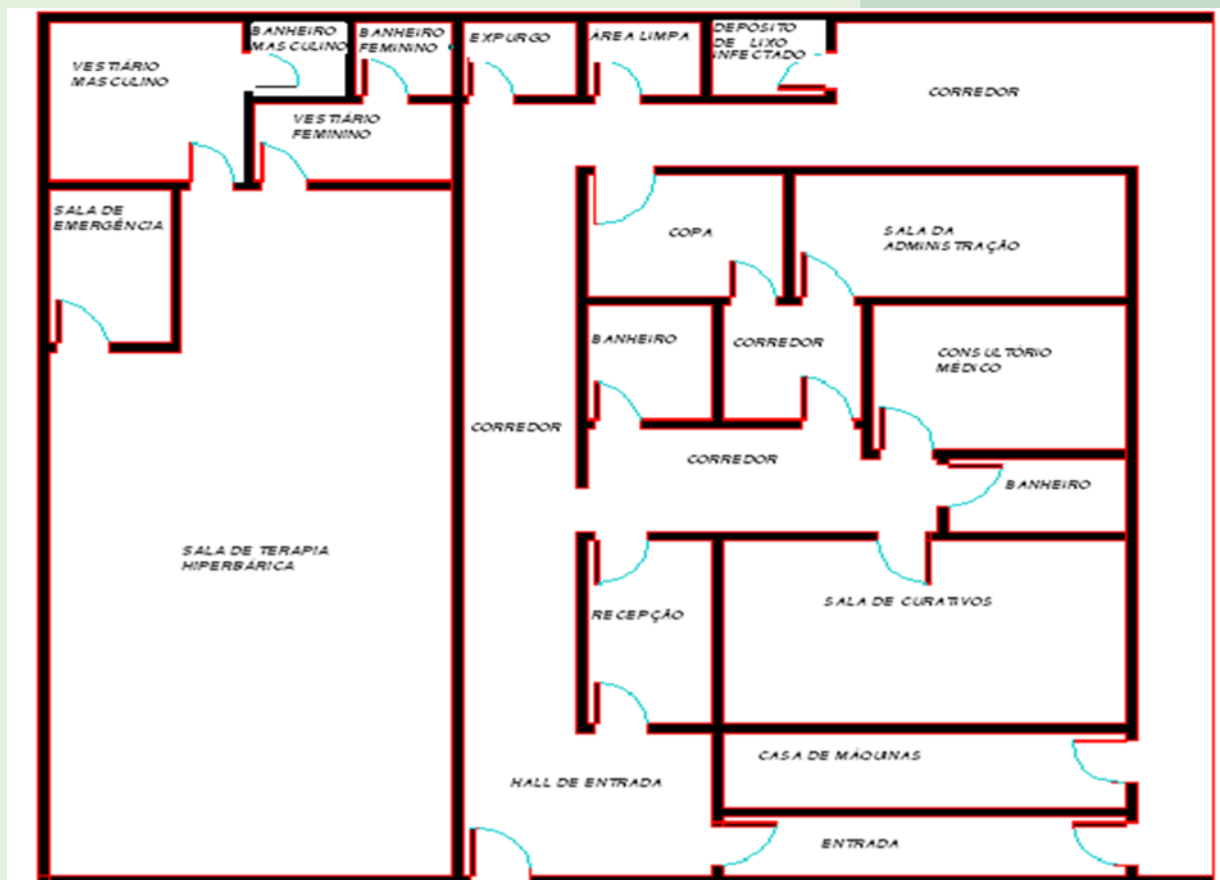 BANHEIRO
MASCULINO
BANHEIRO
FEMININO
EXPURGO
ÁREA LIMPA
DEPOSITO
DE LIXO
INFECTADO
VESTIÁRIO
MASCULINO
CORREDOR
VESTIÁRIO
FEMININO
SALA DE
EMERGÊNCIA
COPA
SALA DA
ADMINISTRAÇÃO
BANHEIRO
CORREDOR
CONSULTÓRIO
MÉDICO
CORREDOR
CORREDOR
BANHEIRO
SALA DE TERAPIA
HIPERBÁRICA
RECEPÇÃO
SALA DE CURATIVOS
CASA DE MÁQUINAS
HALL DE ENTRADA
ENTRADA